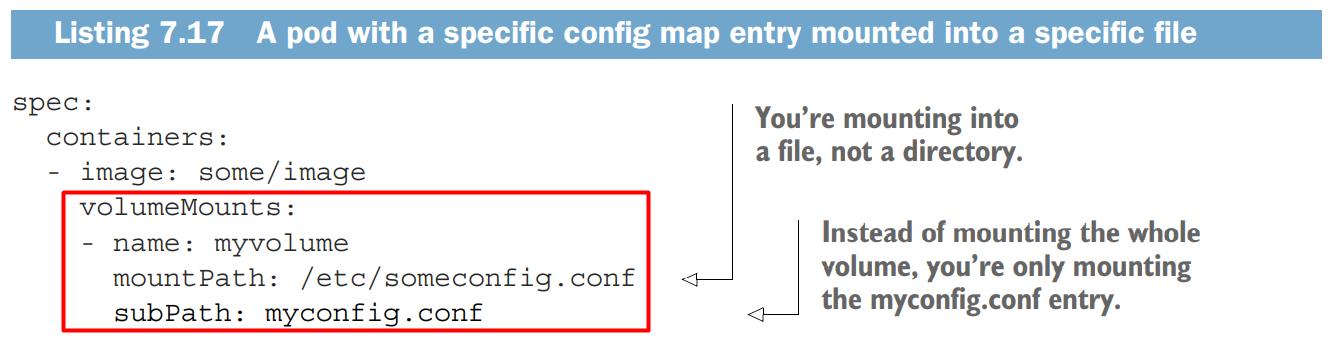 Listing 7.17 A pod with a specific config map entry mounted into a specific file
spec:
  containers:
  - image: some/image
    volumeMounts:
    - name: myvolume
      mountPath: /etc/someconfig.conf
      subPath: myconfig.conf
You’re mounting into
a file, not a directory.
Instead of mounting the whole
volume, you’re only mounting
the myconfig.conf entry.